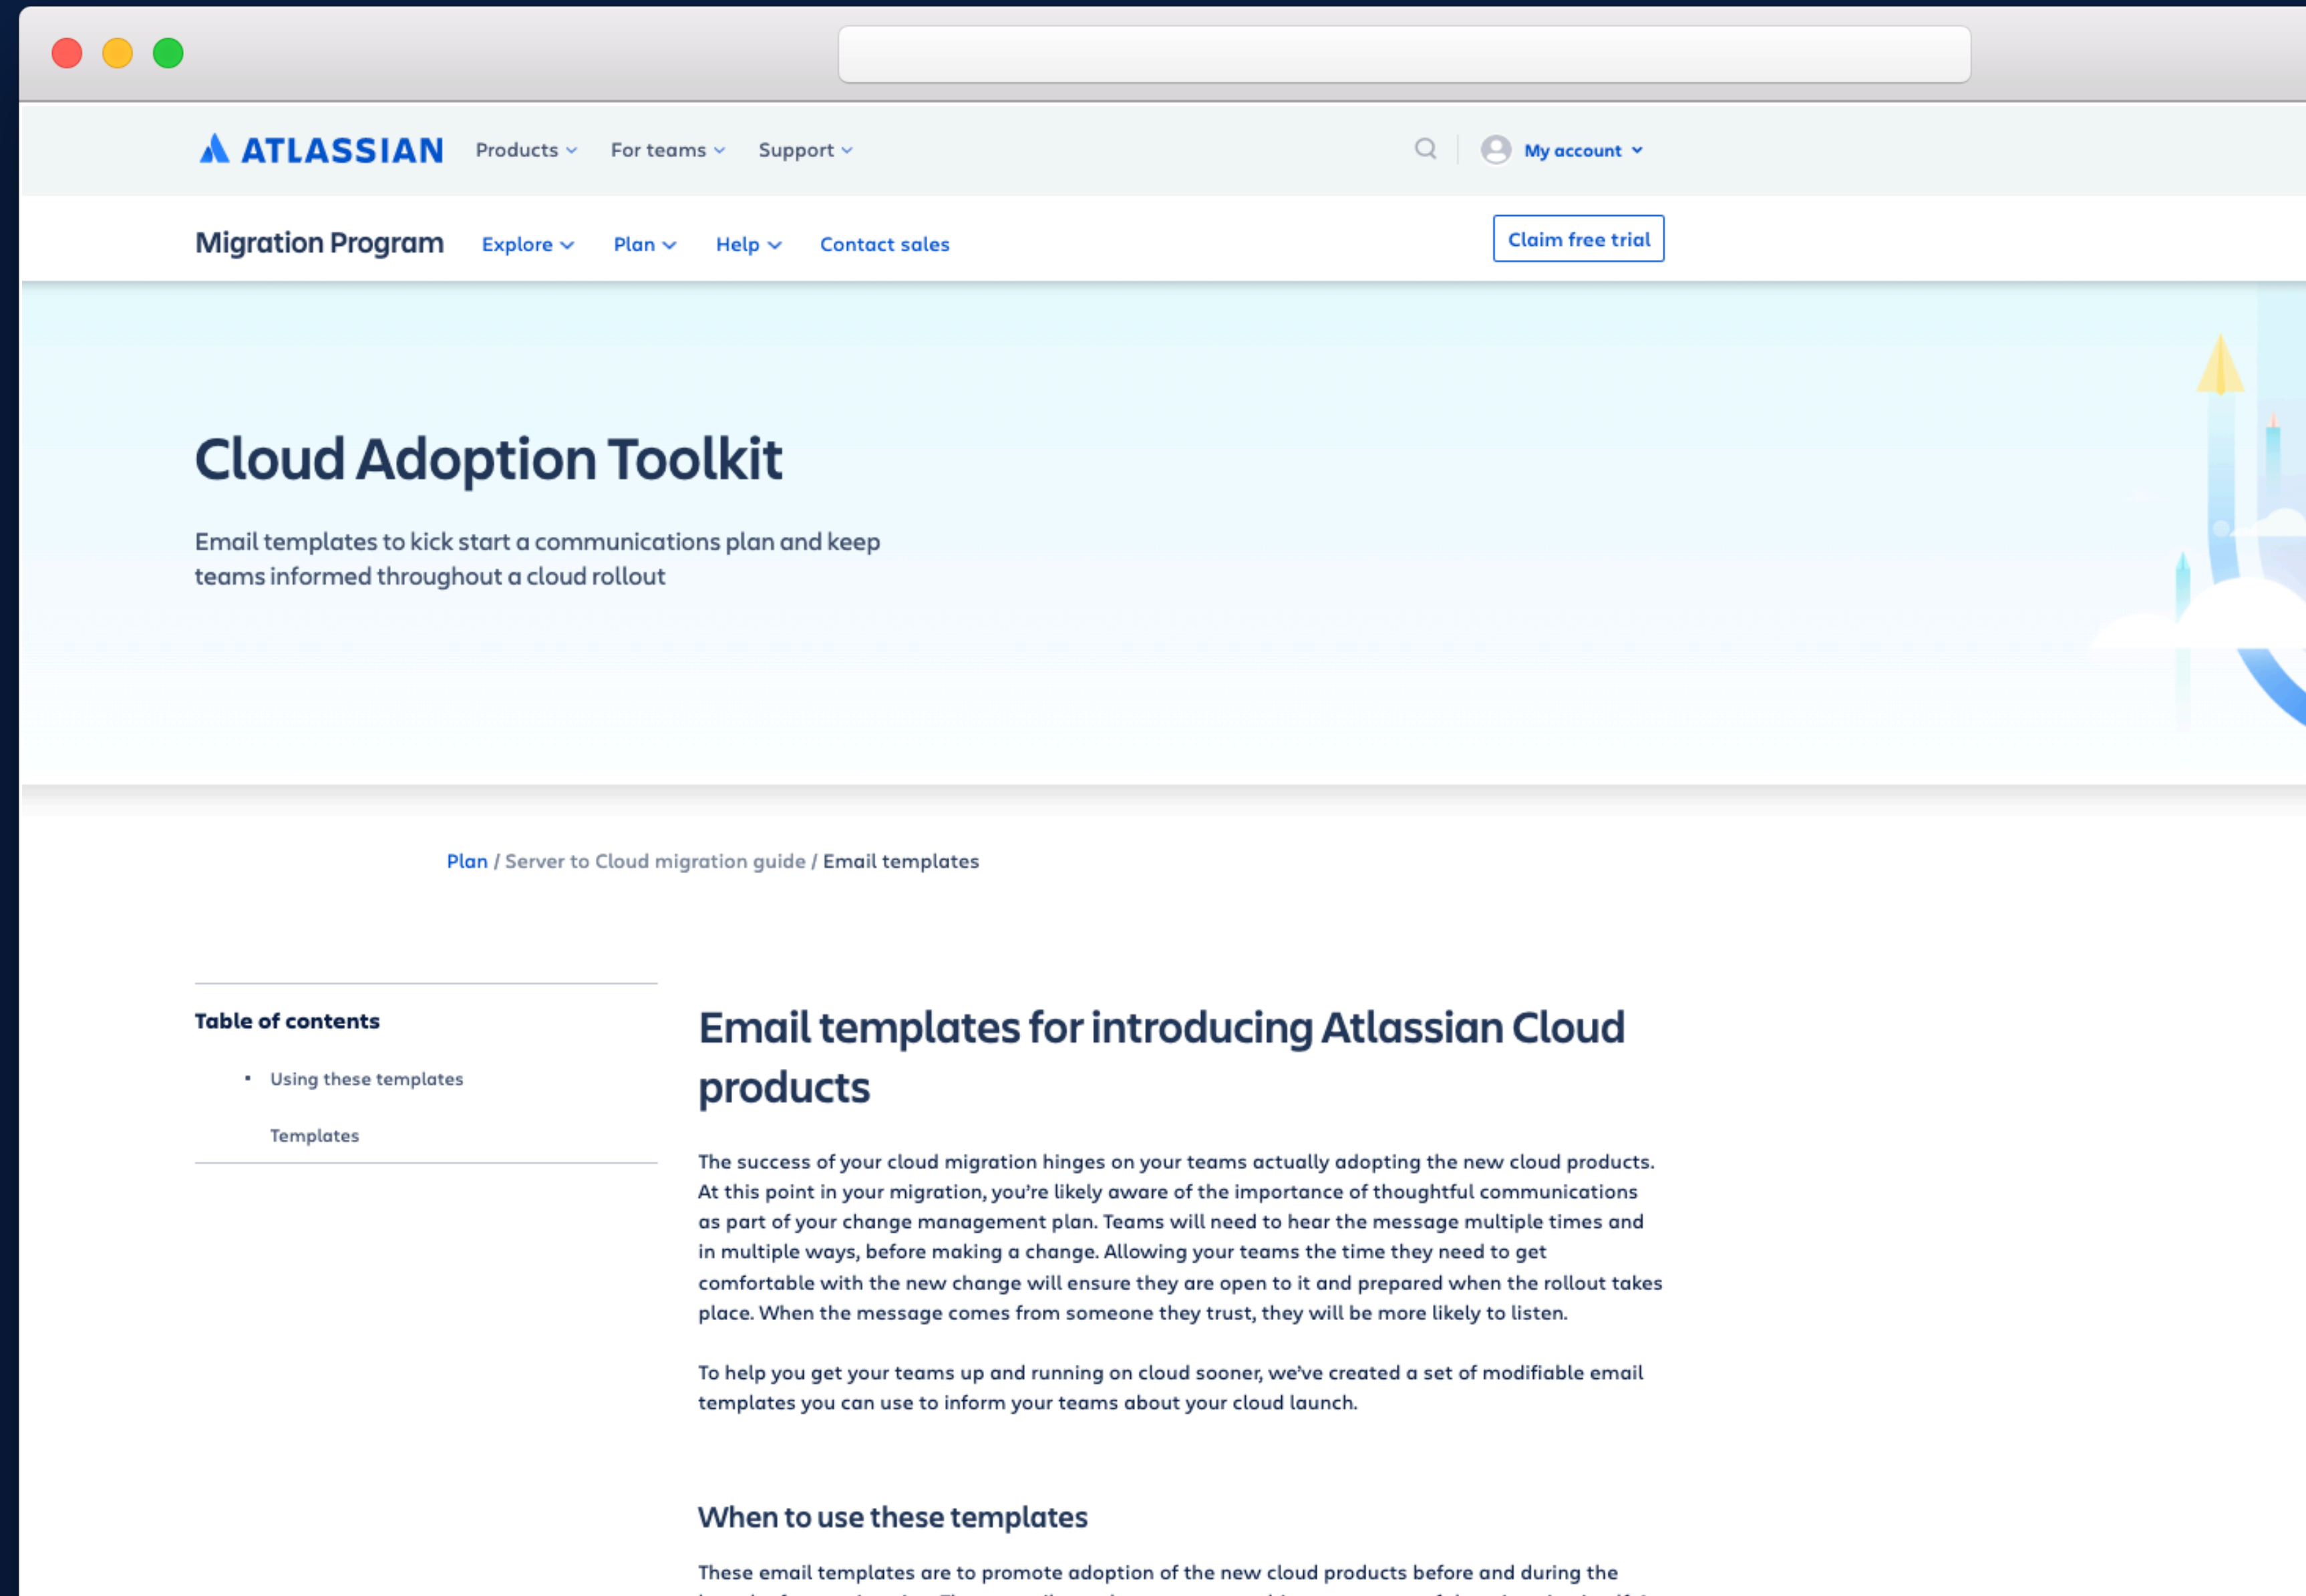 ATLASSIAN Products For teams Support My account
Migration Program Explore Plan Help Contact sales Claim free trial
Cloud Adoption Toolkit
Email templates to kick start a communications plan and keep
teams informed throughout a cloud rollout
Plan / Server to Cloud migration guide / Email templates
Table of contents
▪ Using these templates
Templates
Email templates for introducing Atlassian Cloud
products
The success of your cloud migration hinges on your teams actually adopting the new cloud products.
At this point in your migration, you’re likely aware of the importance of thoughtful communications
as part of your change management plan. Teams will need to hear the message multiple times and
in multiple ways, before making a change. Allowing your teams the time they need to get
comfortable with the new change will ensure they are open to it and prepared when the rollout takes
place. When the message comes from someone they trust, they will be more likely to listen.
To help you get your teams up and running on cloud sooner, we’ve created a set of modifiable email
templates you can use to inform your teams about your cloud launch.
When to use these templates
These email templates are to promote adoption of the new cloud products before and during the